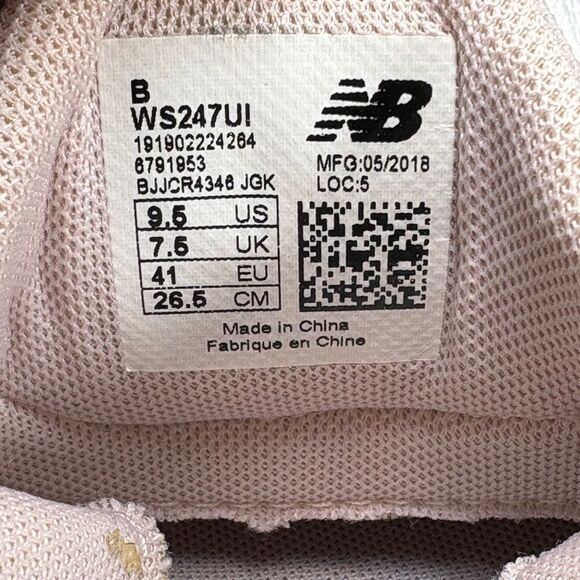 B
WS247UI
191902224264
6791953
BJJCR4346 JGK
9.5 US
7.5 UK
41 EU
26.5 CM
NB
MFG:05/2018
LOC:5
Made in China
Fabrique en Chine